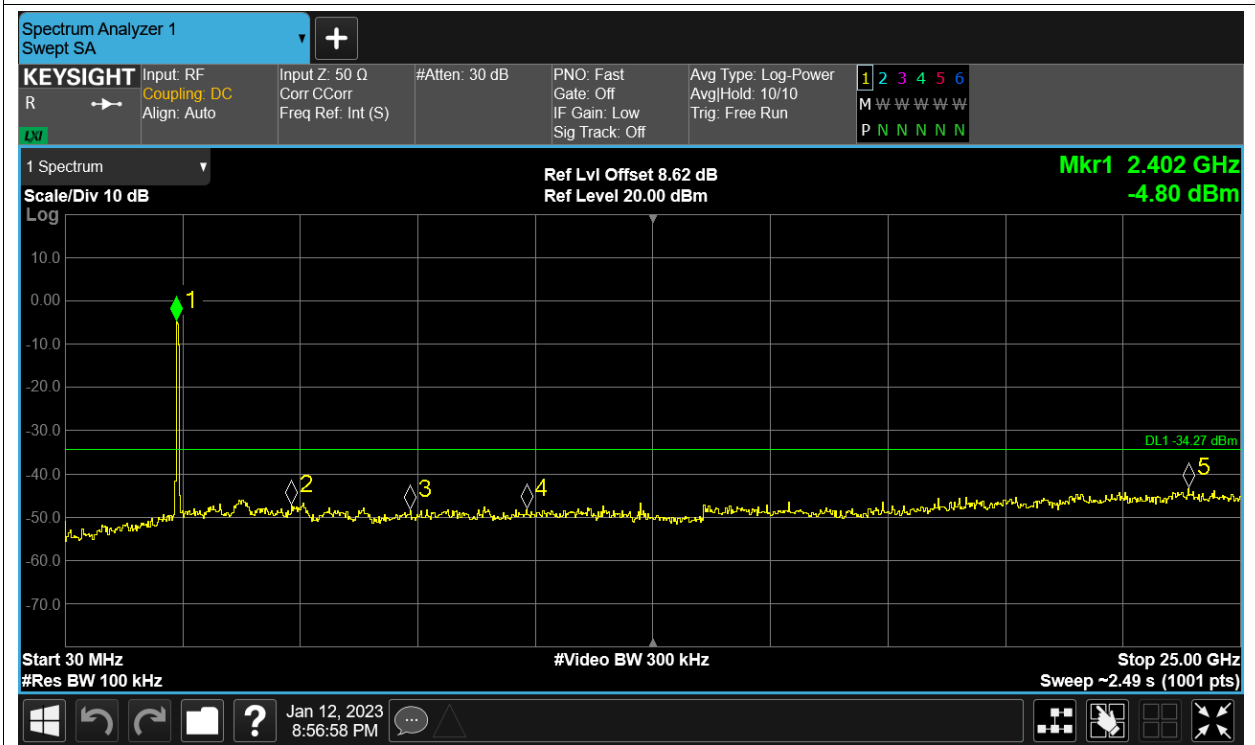 Spectrum Analyzer 1
Swept SA
KEYSIGHT
R
LXI
Input: RF
Coupling: DC
Align: Auto
Input Z: 50 Ω
Corr CCorr
Freq Ref: Int (S)
#Atten: 30 dB
PNO: Fast
Gate: Off
IF Gain: Low
Sig Track: Off
Avg Type: Log-Power
Avg|Hold: 10/10
Trig: Free Run
1 2 3 4 5 6
M W W W W W
P N N N N N
1 Spectrum
Scale/Div 10 dB
Ref Lvl Offset 8.62 dB
Ref Level 20.00 dBm
Mkr1 2.402 GHz
-4.80 dBm
Log
10.0
0.00
-10.0
-20.0
-30.0
-40.0
-50.0
-60.0
-70.0
1
2
3
4
5
DL1 -34.27 dBm
Start 30 MHz
#Res BW 100 kHz
#Video BW 300 kHz
Stop 25.00 GHz
Sweep ~2.49 s (1001 pts)
?
Jan 12, 2023
8:56:58 PM